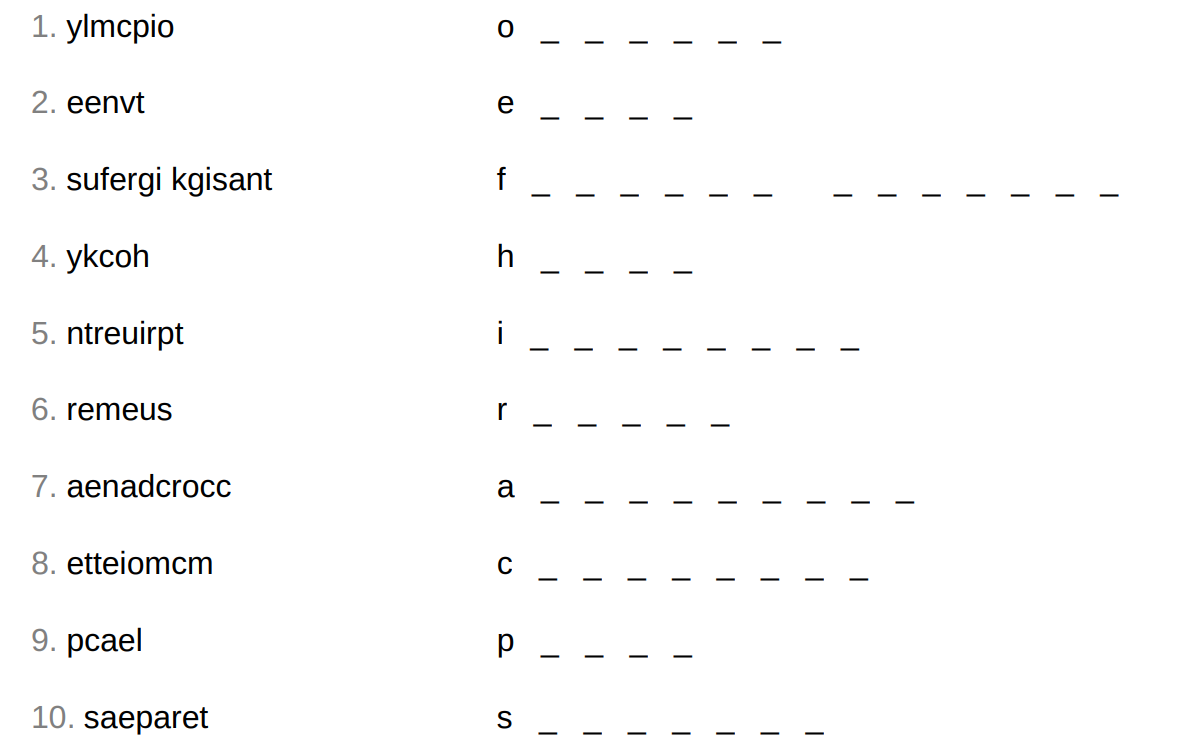 1. ylmcpio o _ _ _ _ _ _
2. eenvt e _ _ _ _
3. sufergi kgisant f _ _ _ _ _ _ _ _ _ _ _ _ _
4. ykcoh h _ _ _ _
5. ntreuirpt i _ _ _ _ _ _ _ _
6. remeus r _ _ _ _ _
7. aenadcrocc a _ _ _ _ _ _ _ _ _
8. etteiomcm c _ _ _ _ _ _ _ _
9. pcael p _ _ _ _
10. saeparet s _ _ _ _ _ _ _